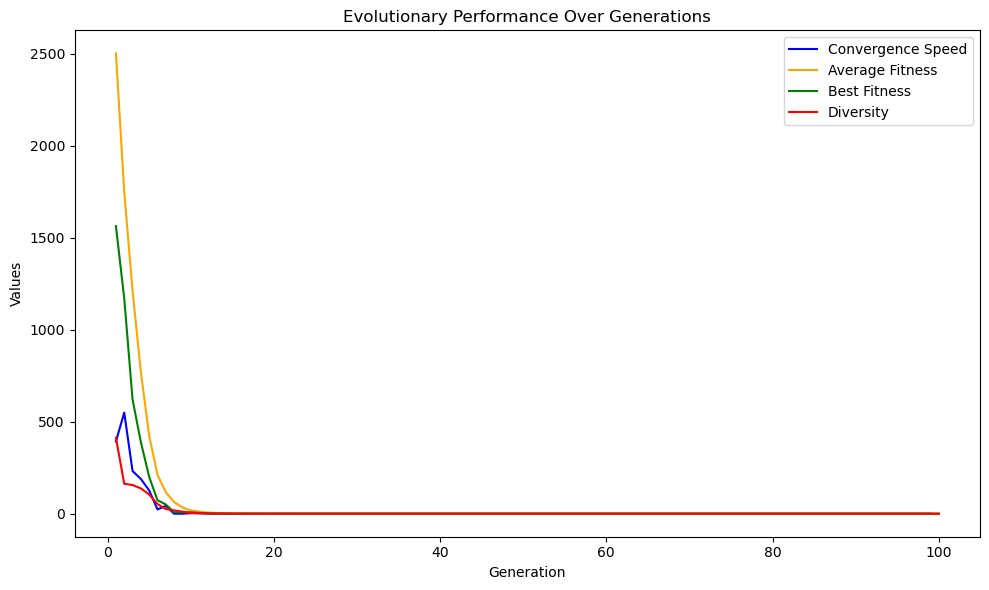 Evolutionary Performance Over Generations
Convergence Speed
Average Fitness
Best Fitness
Diversity
2500
2000
1500
1000
500
0
Values
0 20 40 60 80 100
Generation